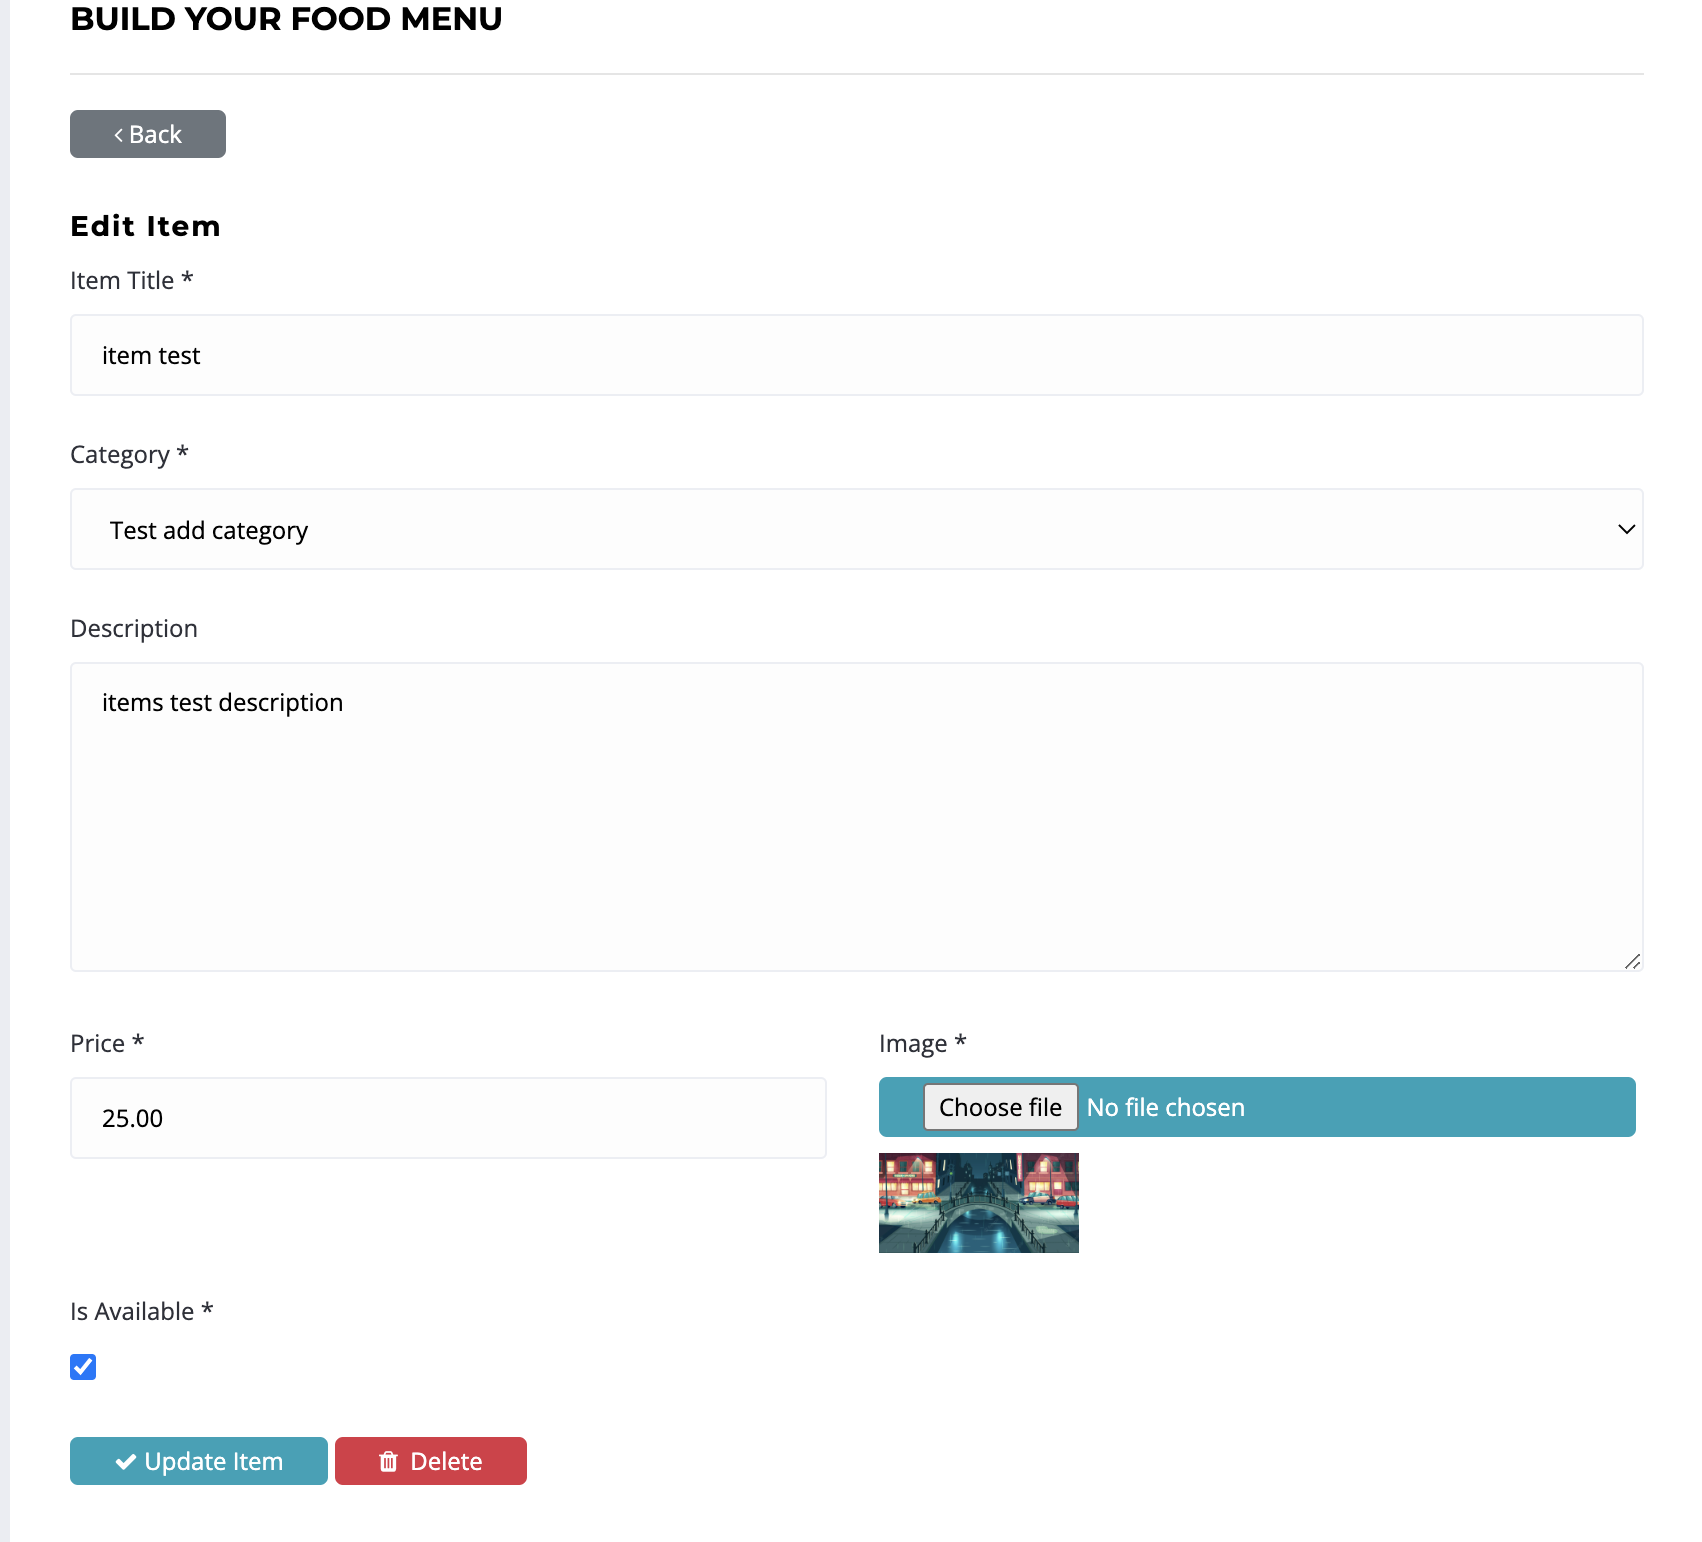 BUILD YOUR FOOD MENU
< Back
Edit Item
Item Title *
item test
Category *
Test add category
Description
items test description
Price *
Image *
25.00
Choose file No file chosen
Is Available *
Update Item
Delete